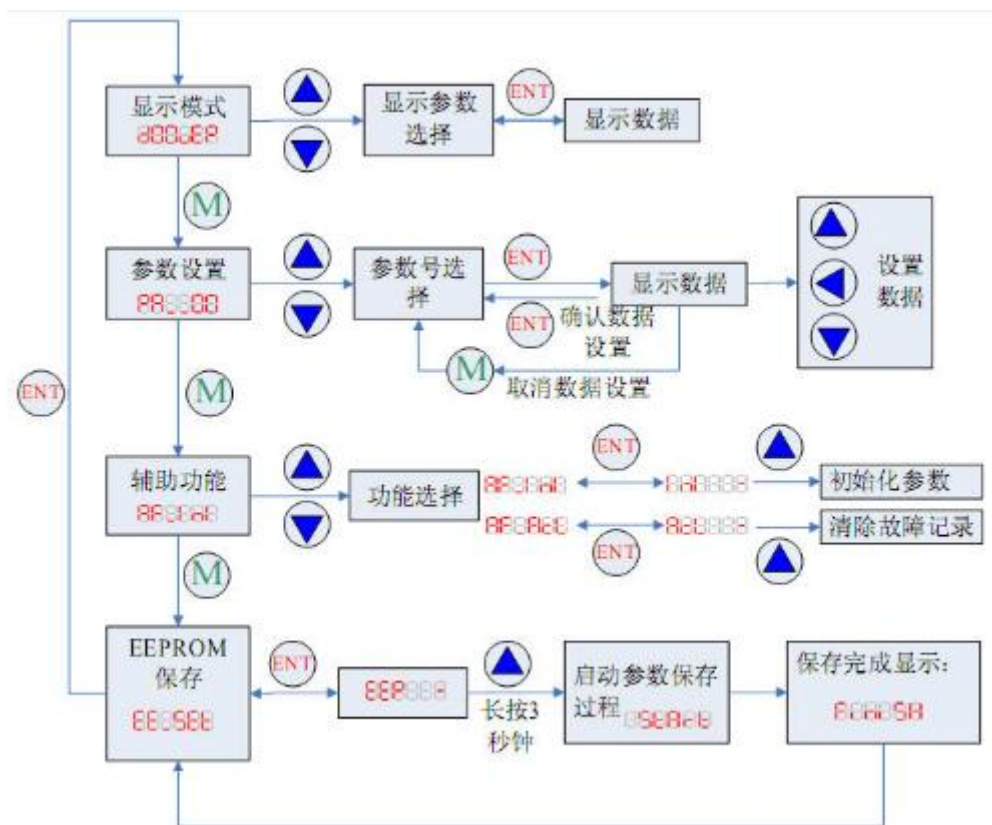 显示模式
显示参数
选择
ENT
显示数据
M
参数设置
参数号选
择
ENT
显示数据
设置
数据
ENT
确认数据
设置
M
取消数据设置
ENT
M
辅助功能
功能选择
ENT
初始化参数
ENT
清除故障记录
M
EEPROM
保存
EE SEt
ENT
EEP -
长按3
秒钟
启动参数保存
过程
StArt
保存完成显示：